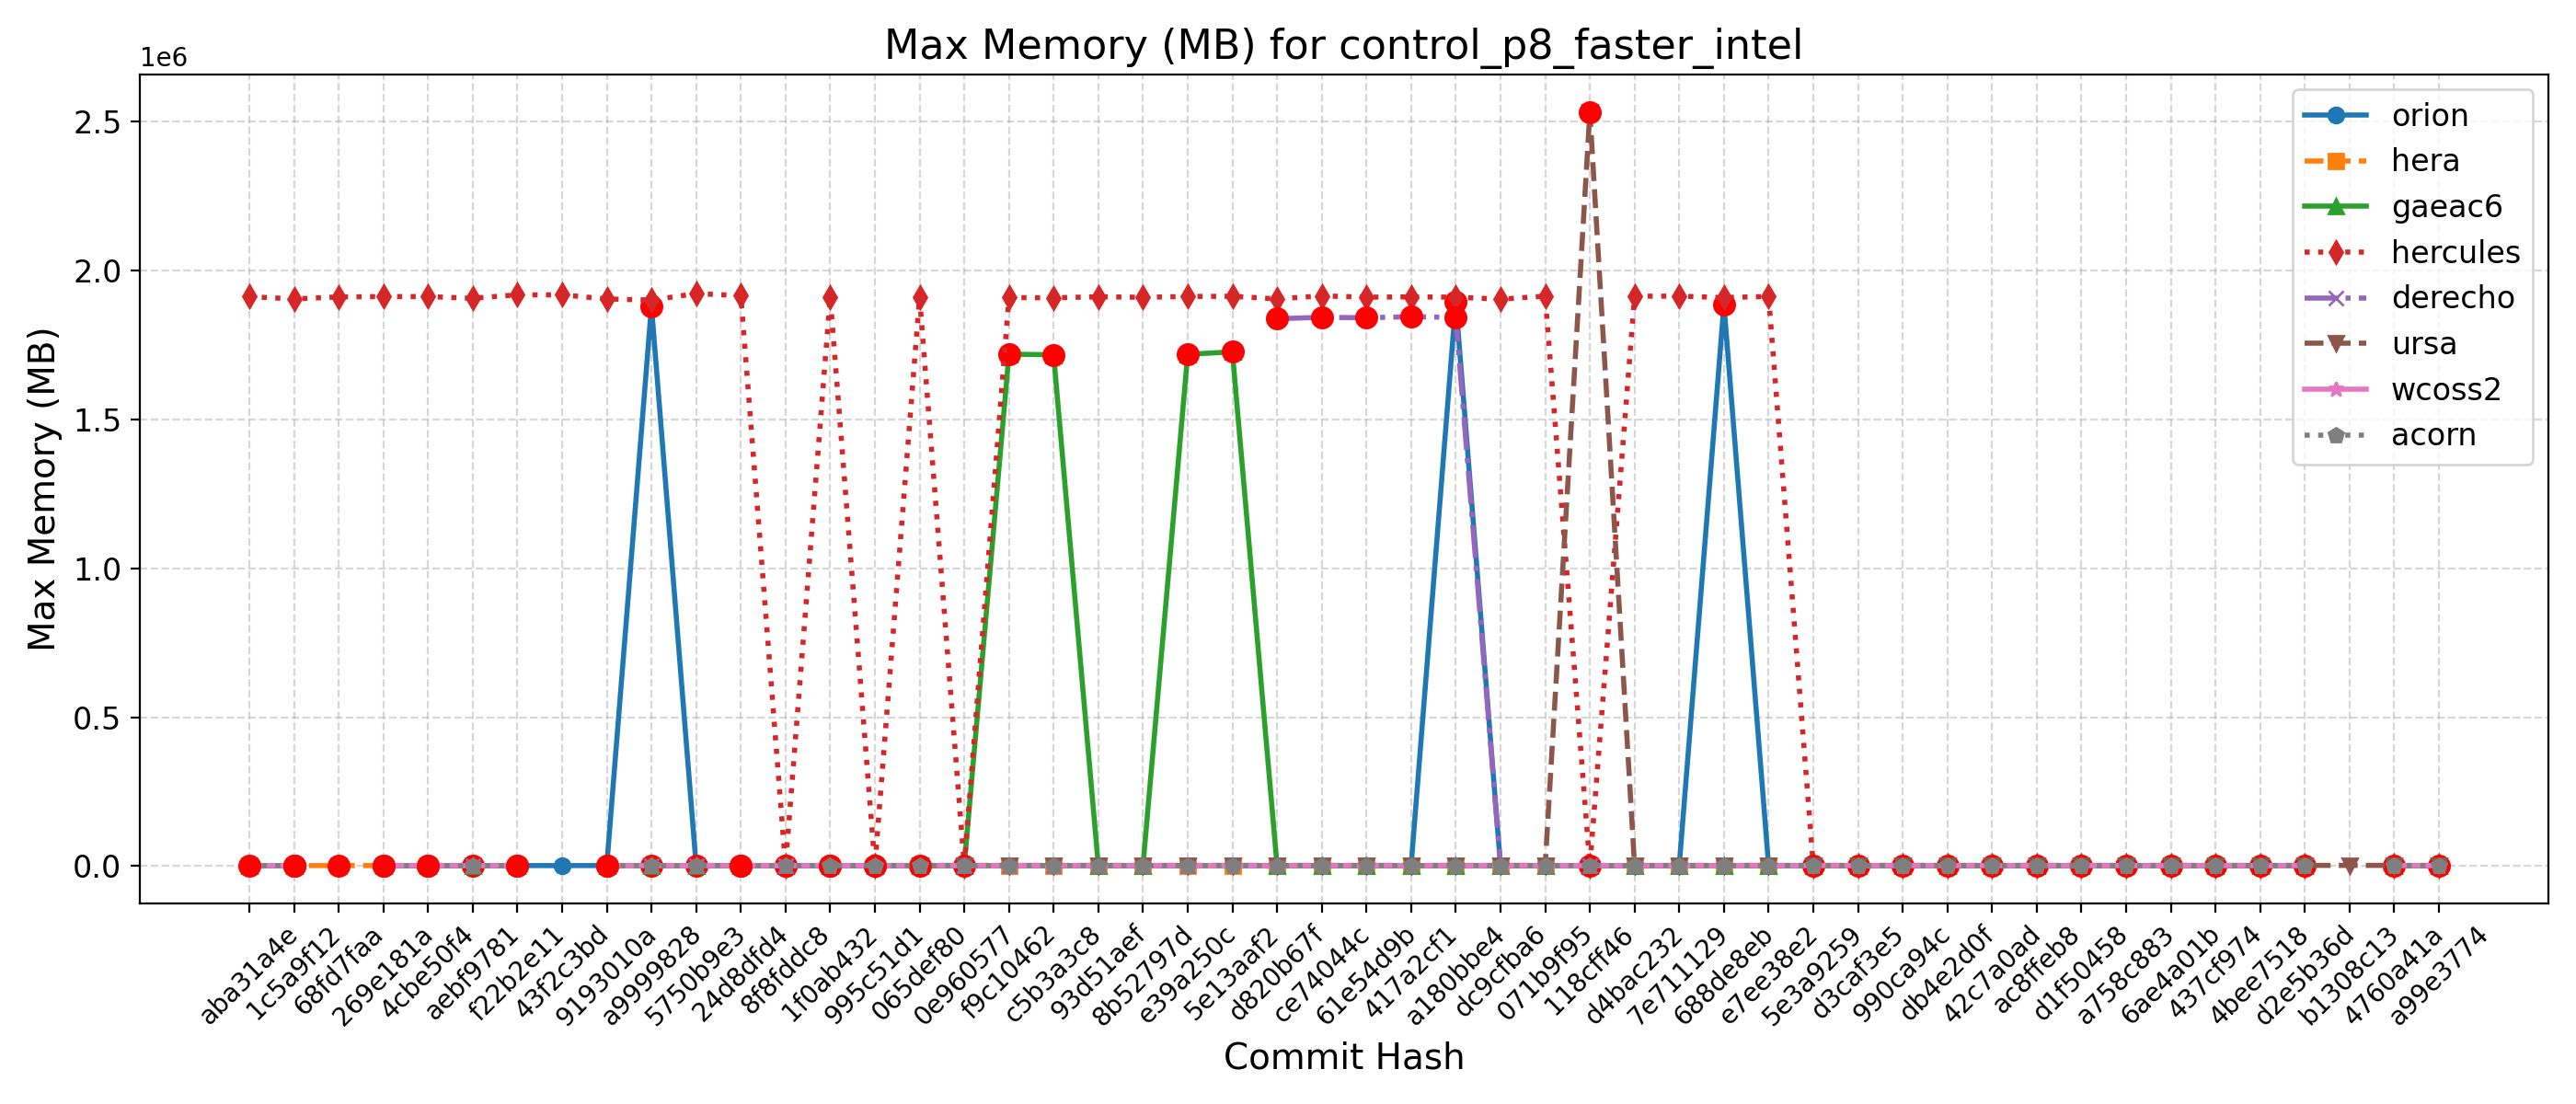 Max Memory (MB) for control_p8_faster_intel
1e6
2.5
2.0
1.5
1.0
0.5
0.0
Max Memory (MB)
orion
hera
gaeac6
hercules
derecho
ursa
wcoss2
acorn
aba31a4e
1c5a9f12
68fd7faa
269e181a
4cbe50f4
aebf9781
f22b2e11
43f2c3bd
9193010a
a9999828
5750b9e3
24d8dfd4
8f8fddc8
1f0ab432
995c51d1
065def80
0e960577
f9c10462
c5b3a3c8
93d51aef
8b52797d
e39a250c
5e13aaf2
d820b67f
ce74044c
61e54d9b
417a2cf1
a180bbe4
dc9cfba6
071b9f95
118cff46
d4bac232
7e711129
688de8eb
e7ee38e2
5e3a9259
d3caf3e5
990ca94c
db4e2d0f
42c7a0ad
ac8ffeb8
d1f50458
a758c883
6ae4a01b
437cf974
4bee7518
d2e5b36d
b1308c13
4760a41a
a99e3774
Commit Hash